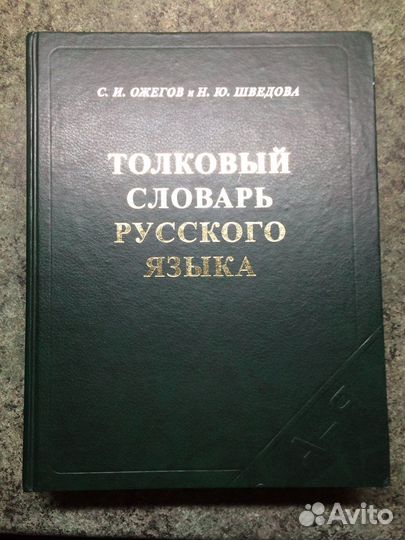 С. И. ОЖЕГОВ и Н. Ю. ШВЕДОВА
ТОЛКОВЫЙ
СЛОВАРЬ
РУССКОГО
ЯЗЫКА
А–Я
Avito